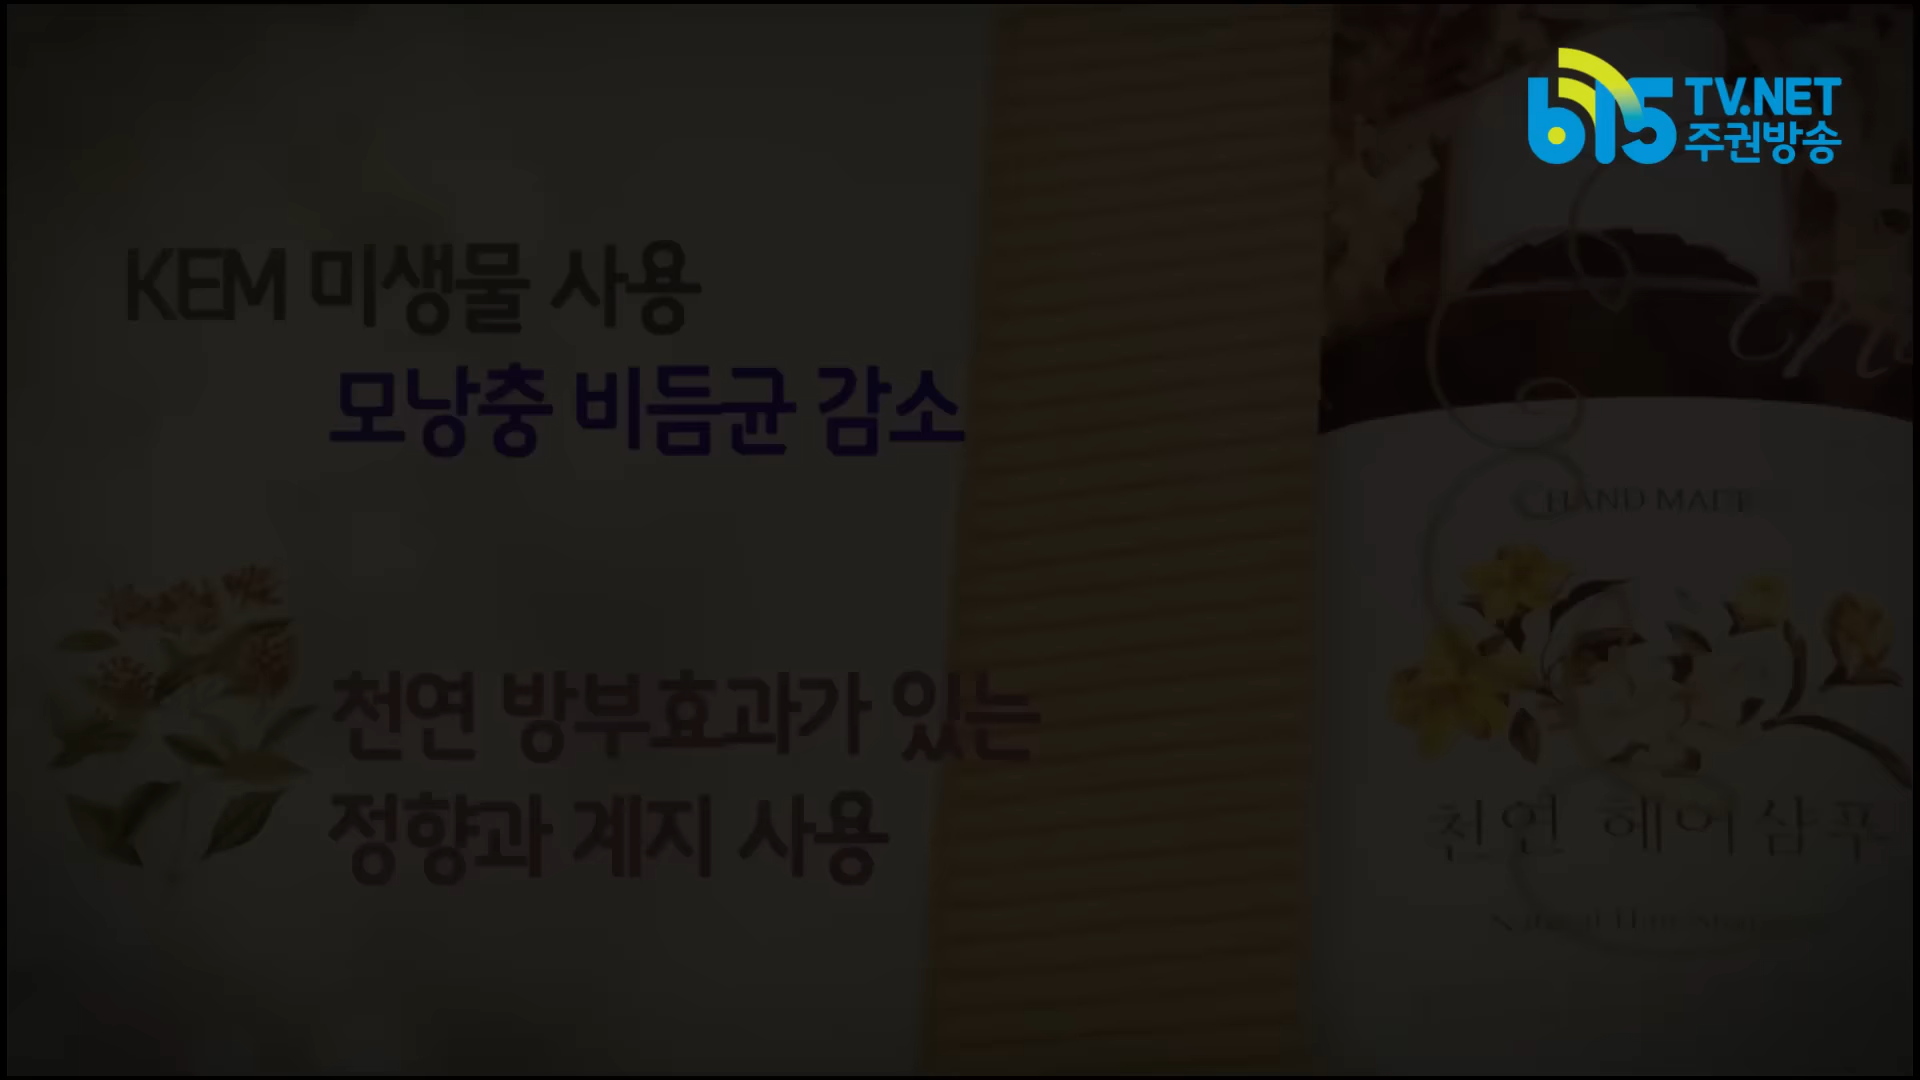 615 TV.NET
주권방송
KEM 미생물 사용
모낭충 비듬균 감소
천연 방부효과가 있는
정향과 계지 사용
HAND MADE
천연 헤어샴푸
Natural Hair